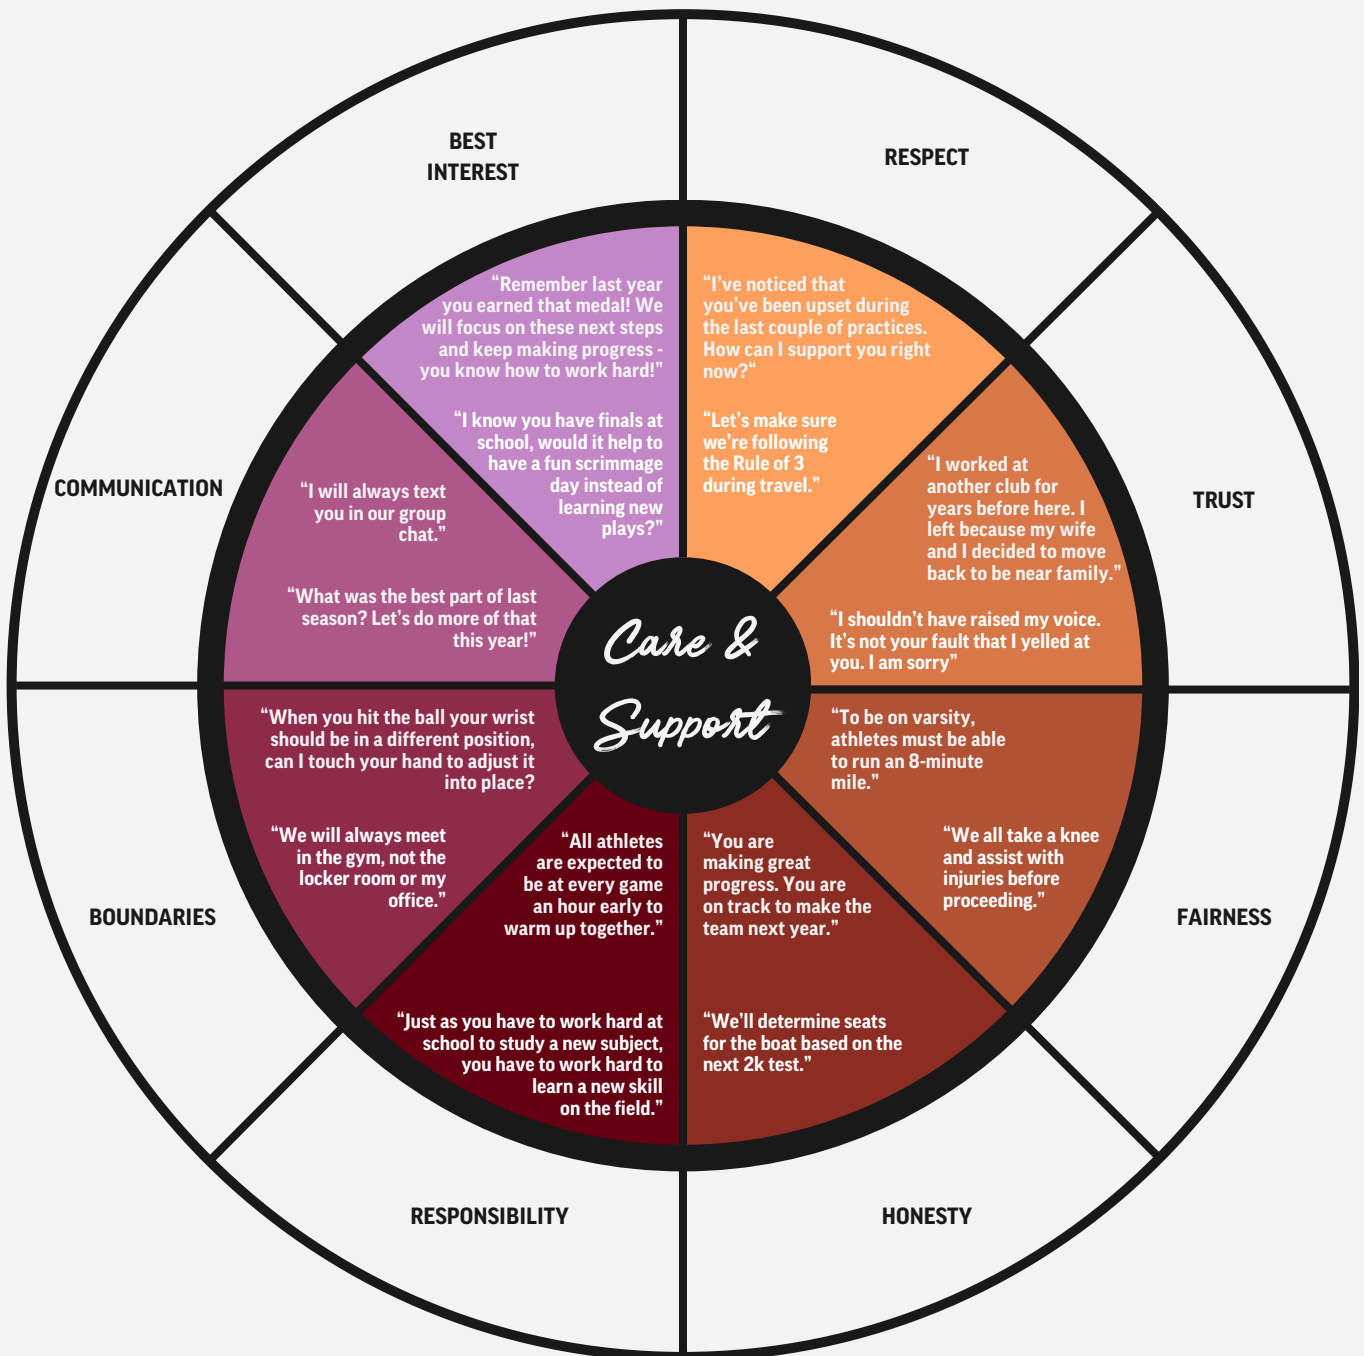 BEST
INTEREST
RESPECT
“Remember last year
you earned that medal! We
will focus on these next steps
and keep making progress -
you know how to work hard!”
“I know you have finals at
school, would it help to
have a fun scrimmage
day instead of
learning new
plays?”
“I’ve noticed that
you’ve been upset during
the last couple of practices.
How can I support you right
now?“
“Let’s make sure
we’re following
the Rule of 3
during travel.”
COMMUNICATION
“I will always text
you in our group
chat.”
“What was the best part of last
season? Let’s do more of that
this year!”
TRUST
“I worked at
another club for
years before here. I
left because my wife
and I decided to move
back to be near family.”
“I shouldn’t have raised my voice.
It’s not your fault that I yelled at
you. I am sorry”
Care &
Support
BOUNDARIES
“When you hit the ball your wrist
should be in a different position,
can I touch your hand to adjust it
into place?
“We will always meet
in the gym, not the
locker room or my
office.”
FAIRNESS
“To be on varsity,
athletes must be able
to run an 8-minute
mile.”
“We all take a knee
and assist with
injuries before
proceeding.”
“All athletes
are expected to
be at every game
an hour early to
warm up together.”
“Just as you have to work hard at
school to study a new subject,
you have to work hard to
learn a new skill
on the field.”
“You are
making great
progress. You are
on track to make the
team next year.”
“We’ll determine seats
for the boat based on the
next 2k test.”
RESPONSIBILITY
HONESTY